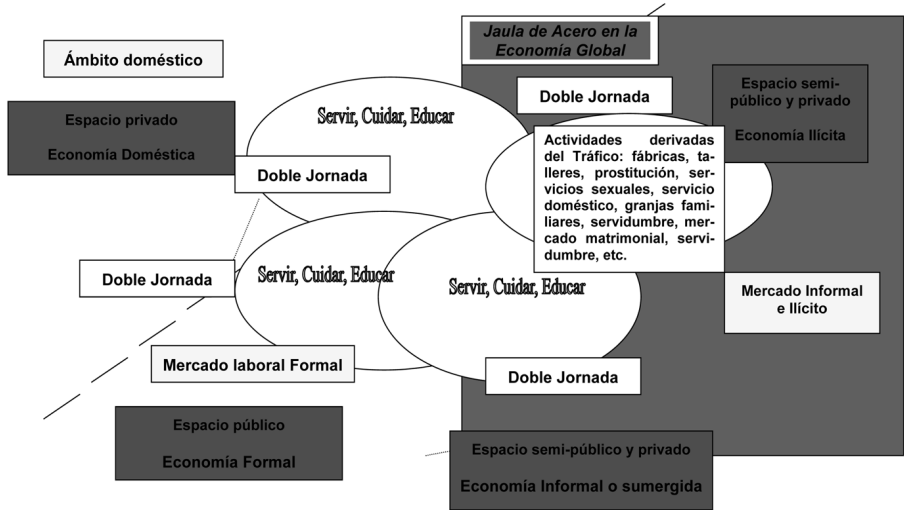 Jaula de Acero en la
Economía Global
Ámbito doméstico
Espacio privado
Economía Doméstica
Servir, Cuidar, Educar
Doble Jornada
Doble Jornada
Espacio semi-
público y privado
Economía Ilícita
Actividades derivadas
del Tráfico: fábricas, ta-
lleres, prostitución, ser-
vicios sexuales, servicio
doméstico, granjas fami-
liares, servidumbre, mer-
cado matrimonial, servi-
dumbre, etc.
Doble Jornada
Servir, Cuidar, Educar
Servir, Cuidar, Educar
Mercado Informal
e Ilícito
Mercado laboral Formal
Doble Jornada
Espacio público
Economía Formal
Espacio semi-público y privado
Economía Informal o sumergida